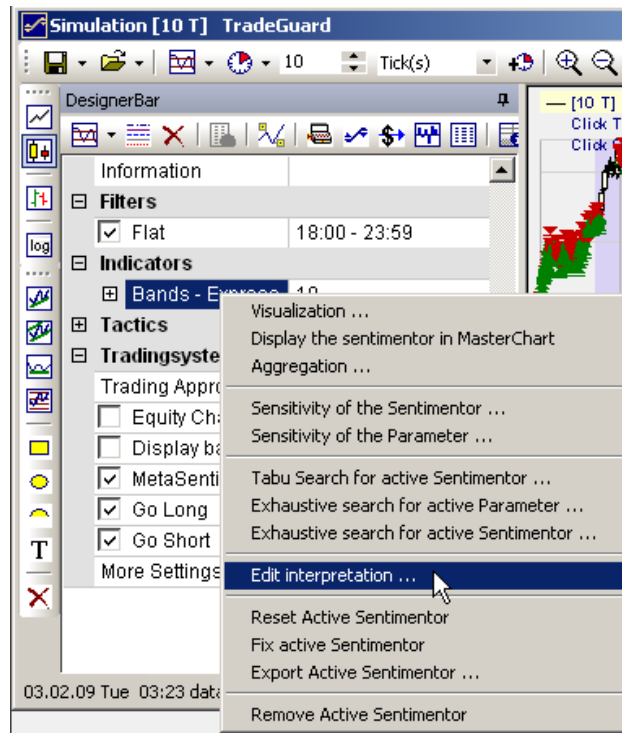 Simulation [10 T] TradeGuard
10 Tick(s)
DesignerBar
[10 T]
Click T
Click
Information
Filters
Flat 18:00 - 23:59
Indicators
Bands - Express 10
Tactics
Tradingsyste
Trading Appro
Equity Cha
Display ba
MetaSenti
Go Long
Go Short
More Settings
log
T
Visualization ...
Display the sentimentor in MasterChart
Aggregation ...
Sensitivity of the Sentimentor ...
Sensitivity of the Parameter ...
Tabu Search for active Sentimentor ...
Exhaustive search for active Parameter ...
Exhaustive search for active Sentimentor ...
Edit interpretation ...
Reset Active Sentimentor
Fix active Sentimentor
Export Active Sentimentor ...
Remove Active Sentimentor
03.02.09 Tue 03:23 data